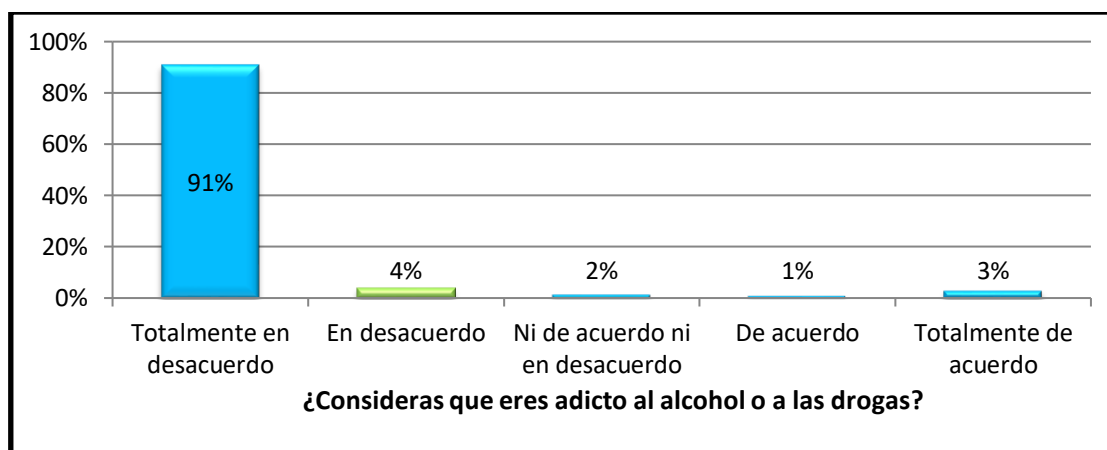 100%
80%
60%
40%
20%
0%
91%
4%
2%
1%
3%
Totalmente en
desacuerdo
En desacuerdo
Ni de acuerdo ni
en desacuerdo
De acuerdo
Totalmente de
acuerdo
¿Consideras que eres adicto al alcohol o a las drogas?